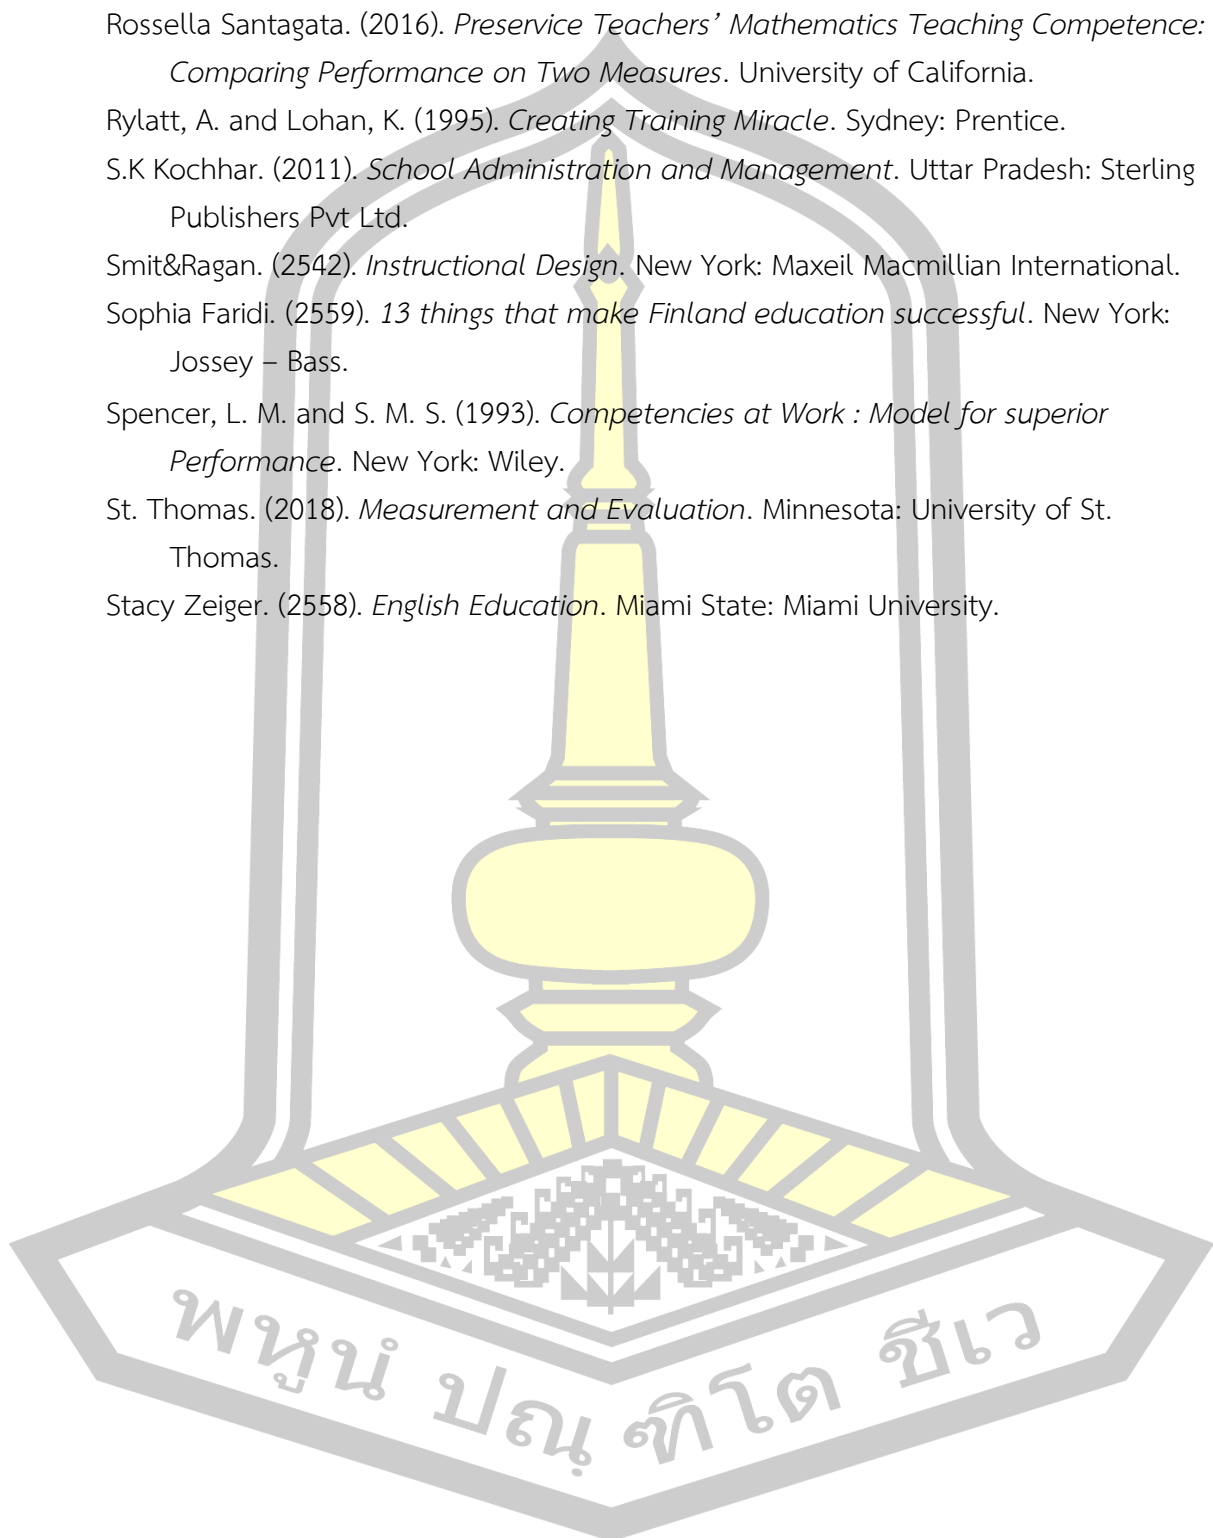 Rossella Santagata. (2016). Preservice Teachers’ Mathematics Teaching Competence:
Comparing Performance on Two Measures. University of California.
Rylatt, A. and Lohan, K. (1995). Creating Training Miracle. Sydney: Prentice.
S.K Kochhar. (2011). School Administration and Management. Uttar Pradesh: Sterling
Publishers Pvt Ltd.
Smit&Ragan. (2542). Instructional Design. New York: Maxeil Macmillian International.
Sophia Faridi. (2559). 13 things that make Finland education successful. New York:
Jossey – Bass.
Spencer, L. M. and S. M. S. (1993). Competencies at Work : Model for superior
Performance. New York: Wiley.
St. Thomas. (2018). Measurement and Evaluation. Minnesota: University of St.
Thomas.
Stacy Zeiger. (2558). English Education. Miami State: Miami University.
พหูนํ ปณฺฑิโต ชีเว